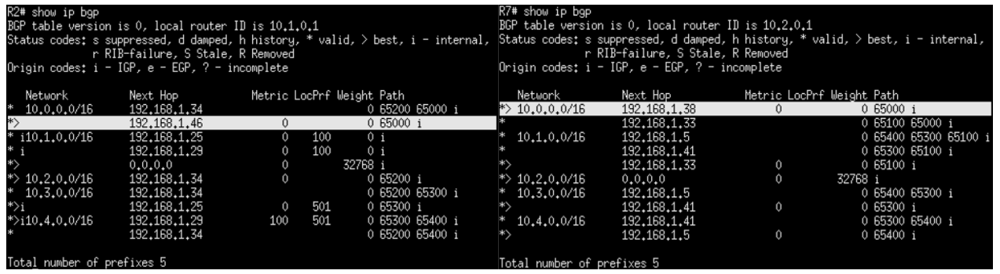 R2# show ip bgp
BGP table version is 0, local router ID is 10.1.0.1
Status codes: s suppressed, d damped, h history, * valid, > best, i - internal,
r RIB-failure, S Stale, R Removed
Origin codes: i - IGP, e - EGP, ? - incomplete
Network Next Hop Metric LocPrf Weight Path
* 10.0.0.0/16 192.168.1.34 0 65200 65000 i
*> 192.168.1.46 0 0 65000 i
* i10.1.0.0/16 192.168.1.25 0 100 0 i
* i 192.168.1.29 0 100 0 i
*> 0.0.0.0 0 32768 i
*> 10.2.0.0/16 192.168.1.34 0 0 65200 i
* 10.3.0.0/16 192.168.1.34 0 65200 65300 i
*>i 192.168.1.25 0 501 0 65300 i
*>i10.4.0.0/16 192.168.1.29 100 501 0 65300 65400 i
* 192.168.1.34 0 65200 65400 i
Total number of prefixes 5
R7# show ip bgp
BGP table version is 0, local router ID is 10.2.0.1
Status codes: s suppressed, d damped, h history, * valid, > best, i - internal,
r RIB-failure, S Stale, R Removed
Origin codes: i - IGP, e - EGP, ? - incomplete
Network Next Hop Metric LocPrf Weight Path
*> 10.0.0.0/16 192.168.1.38 0 0 65000 i
* 192.168.1.33 0 65100 65000 i
* 10.1.0.0/16 192.168.1.5 0 65400 65300 65100 i
* 192.168.1.41 0 65300 65100 i
*> 192.168.1.33 0 0 65100 i
*> 10.2.0.0/16 0.0.0.0 0 32768 i
* 10.3.0.0/16 192.168.1.5 0 65400 65300 i
*> 192.168.1.41 0 0 65300 i
* 10.4.0.0/16 192.168.1.41 0 65300 65400 i
*> 192.168.1.5 0 0 65400 i
Total number of prefixes 5